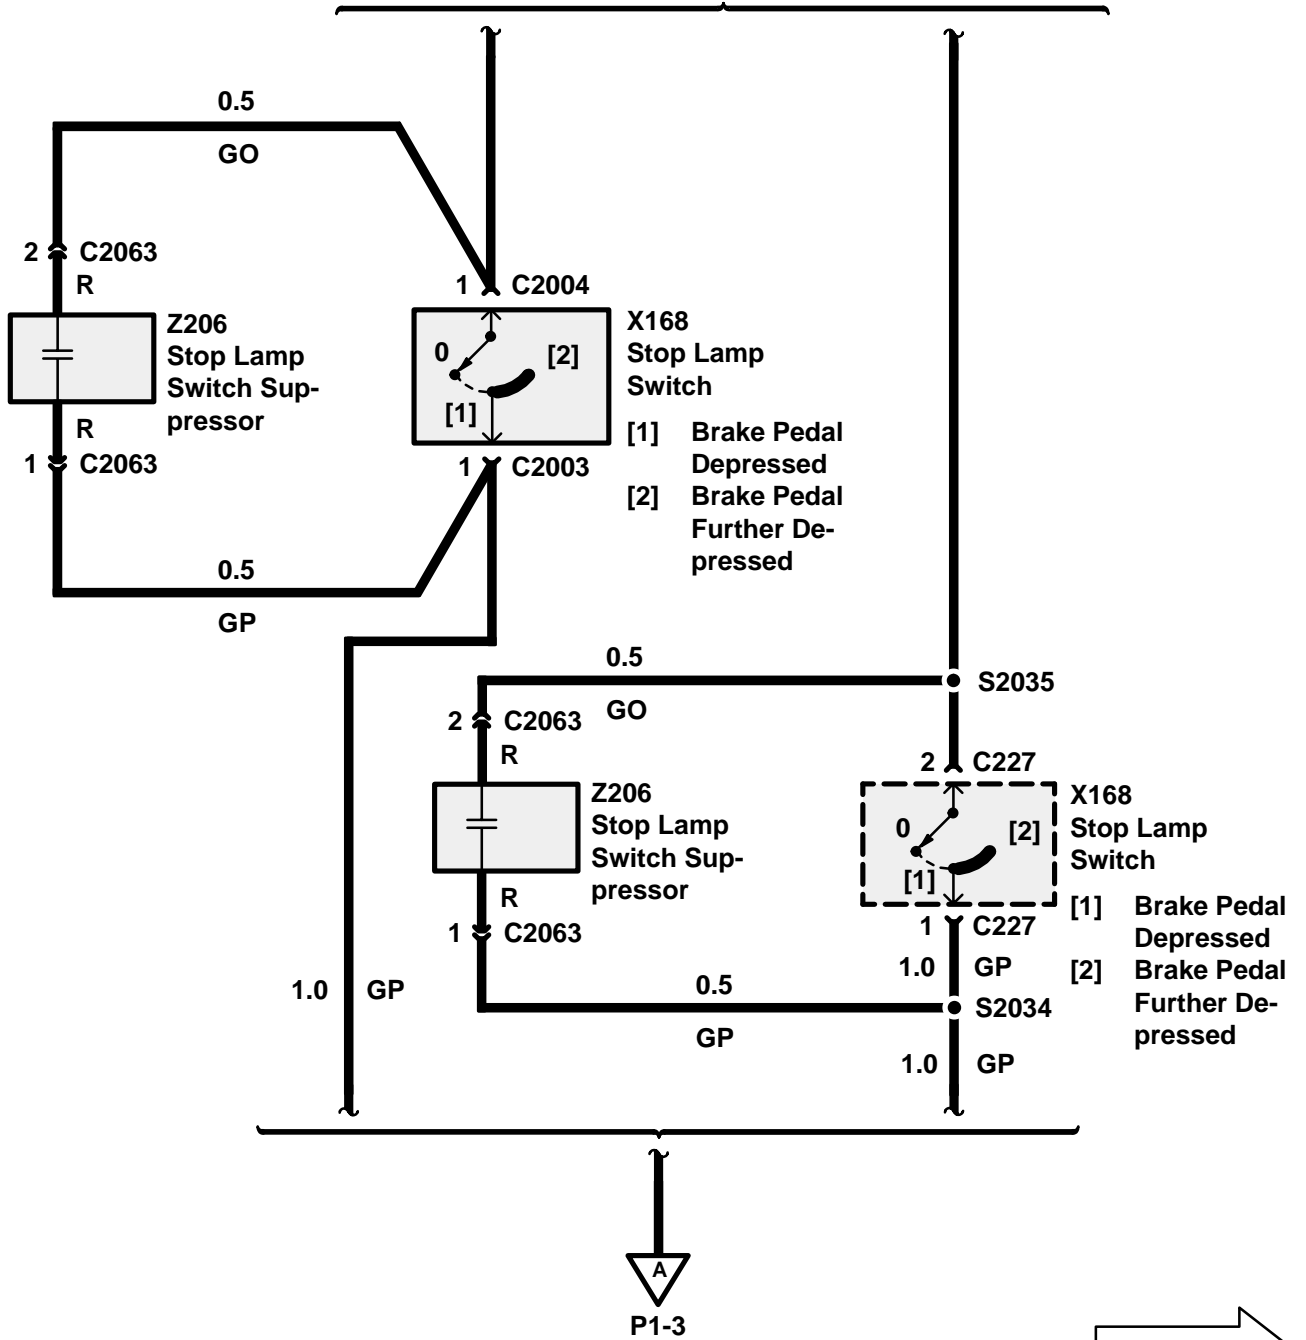 0.5
GO
2 C2063
R
Z206
Stop Lamp
Switch Sup-
pressor
R
1 C2063
0.5
GP
1 C2004
0
[2]
[1]
X168
Stop Lamp
Switch
[1] Brake Pedal
Depressed
[2] Brake Pedal
Further De-
pressed
1 C2003
1.0 GP
0.5
GO
S2035
2 C2063
R
Z206
Stop Lamp
Switch Sup-
pressor
R
1 C2063
0.5
GP
2 C227
0
[2]
[1]
X168
Stop Lamp
Switch
[1] Brake Pedal
Depressed
[2] Brake Pedal
Further De-
pressed
1 C227
1.0 GP
S2034
1.0 GP
A
P1-3